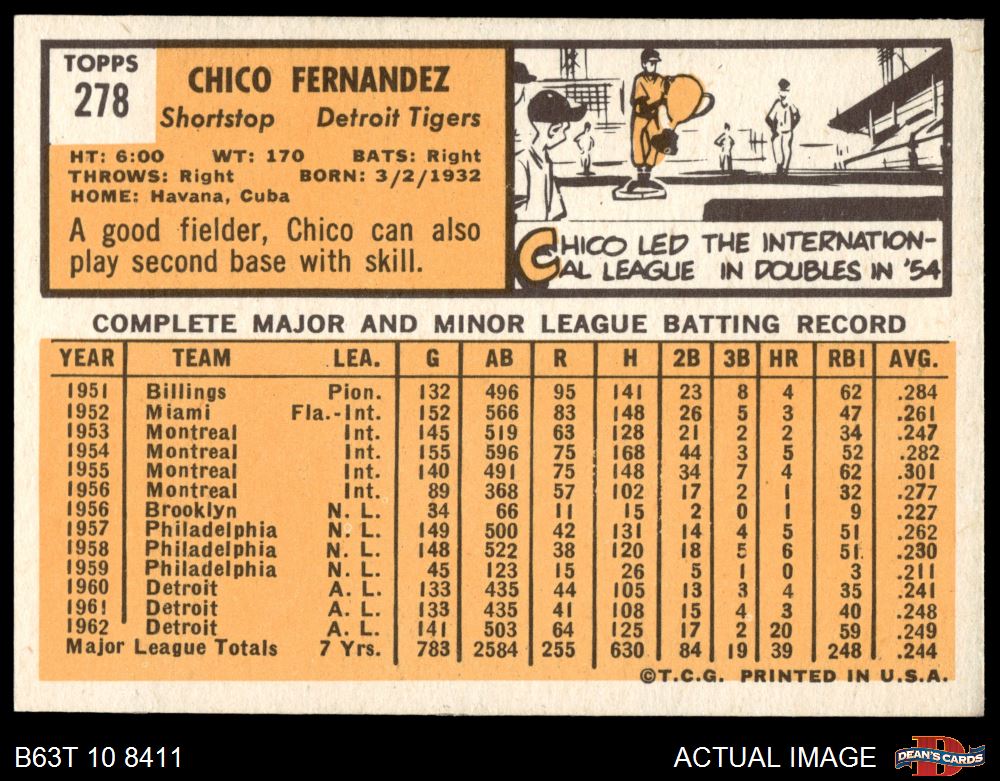 TOPPS
278
CHICO FERNANDEZ
Shortstop Detroit Tigers
HT: 6:00 WT: 170 BATS: Right
THROWS: Right BORN: 3/2/1932
HOME: Havana, Cuba
A good fielder, Chico can also
play second base with skill.
CHICO LED THE INTERNATION-
AL LEAGUE IN DOUBLES IN '54
COMPLETE MAJOR AND MINOR LEAGUE BATTING RECORD
YEAR TEAM LEA. G AB R H 2B 3B HR RBI AVG.
1951 Billings Pion. 132 496 95 141 23 8 4 62 .284
1952 Miami Fla.-Int. 152 566 83 148 26 5 3 47 .261
1953 Montreal Int. 145 519 63 128 21 2 2 34 .247
1954 Montreal Int. 155 596 75 168 44 3 5 52 .282
1955 Montreal Int. 140 491 75 148 34 7 4 62 .301
1956 Montreal Int. 89 368 57 102 17 2 1 32 .277
1956 Brooklyn N. L. 34 66 11 15 2 0 1 9 .227
1957 Philadelphia N. L. 149 500 42 131 14 4 5 51 .262
1958 Philadelphia N. L. 148 522 38 120 18 5 6 51 .230
1959 Philadelphia N. L. 45 123 15 26 5 1 0 3 .211
1960 Detroit A. L. 133 435 44 105 13 3 4 35 .241
1961 Detroit A. L. 133 435 41 108 15 4 3 40 .248
1962 Detroit A. L. 141 503 64 125 17 2 20 59 .249
Major League Totals 7 Yrs. 783 2584 255 630 84 19 39 248 .244
©T.C.G. PRINTED IN U.S.A.
B63T 10 8411 ACTUAL IMAGE DEAN'S CARDS